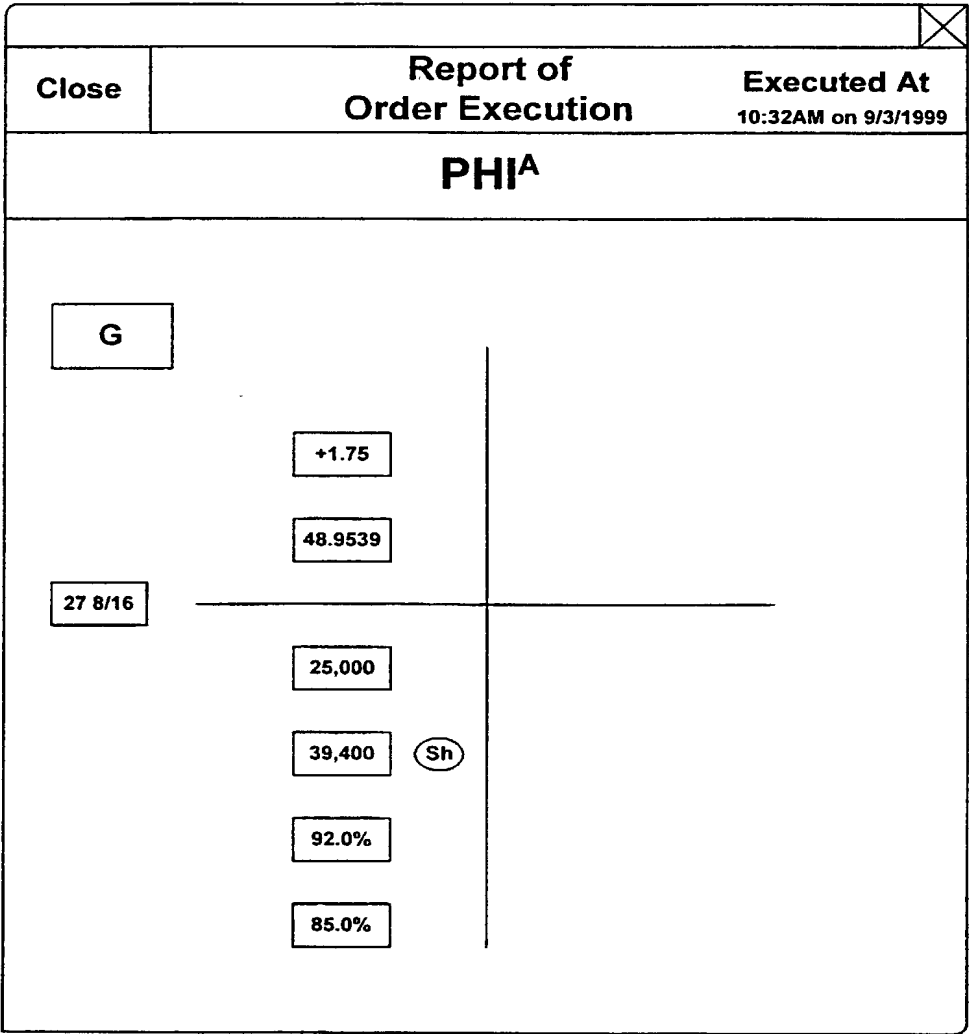 Close
Report of
Order Execution
Executed At
10:32AM on 9/3/1999
PHIᴬ
G
+1.75
48.9539
27 8/16
25,000
39,400 Sh
92.0%
85.0%